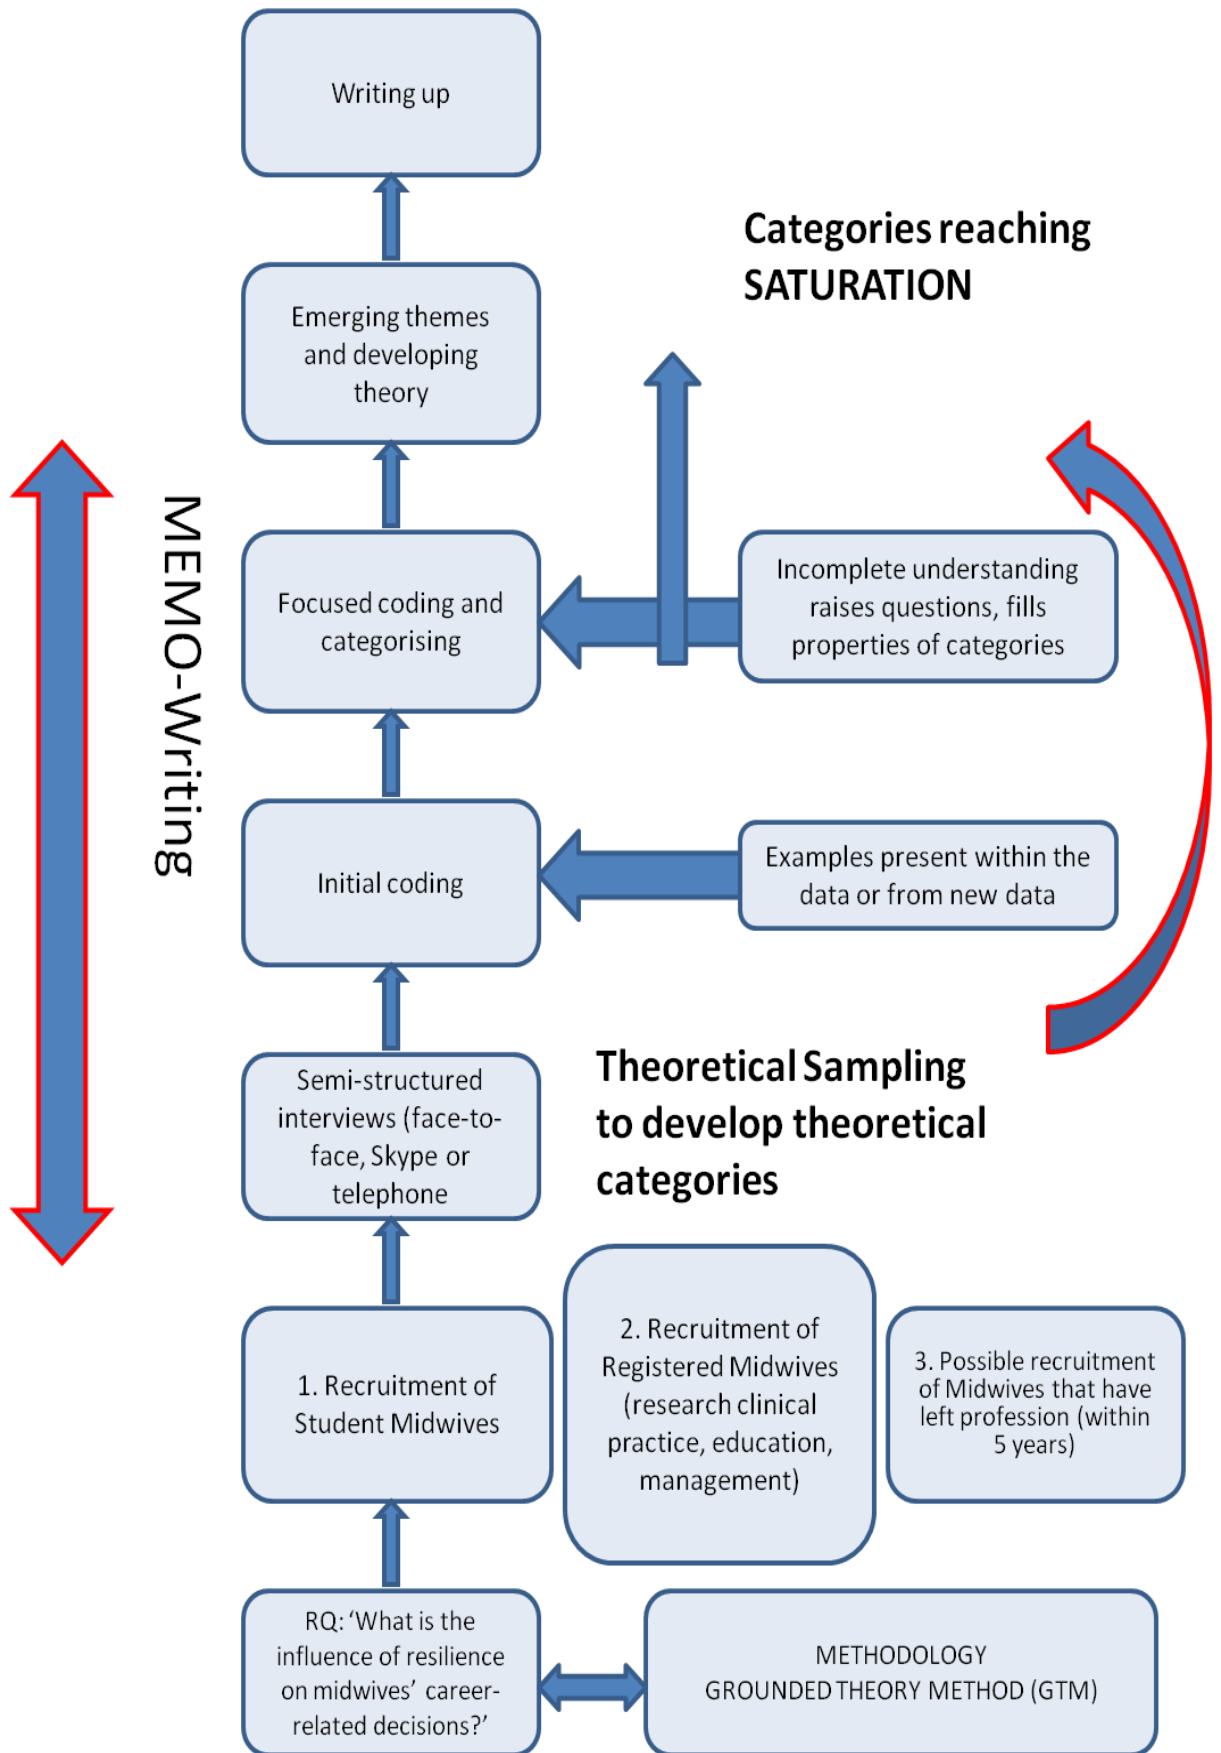 Writing up
Categories reaching
SATURATION
Emerging themes
and developing
theory
MEMO-Writing
Focused coding and
categorising
Incomplete understanding
raises questions, fills
properties of categories
Initial coding
Examples present within the
data or from new data
Semi-structured
interviews (face-to-
face, Skype or
telephone
Theoretical Sampling
to develop theoretical
categories
1. Recruitment of
Student Midwives
2. Recruitment of
Registered Midwives
(research clinical
practice, education,
management)
3. Possible recruitment
of Midwives that have
left profession (within
5 years)
RQ: ‘What is the
influence of resilience
on midwives’ career-
related decisions?’
METHODOLOGY
GROUNDED THEORY METHOD (GTM)